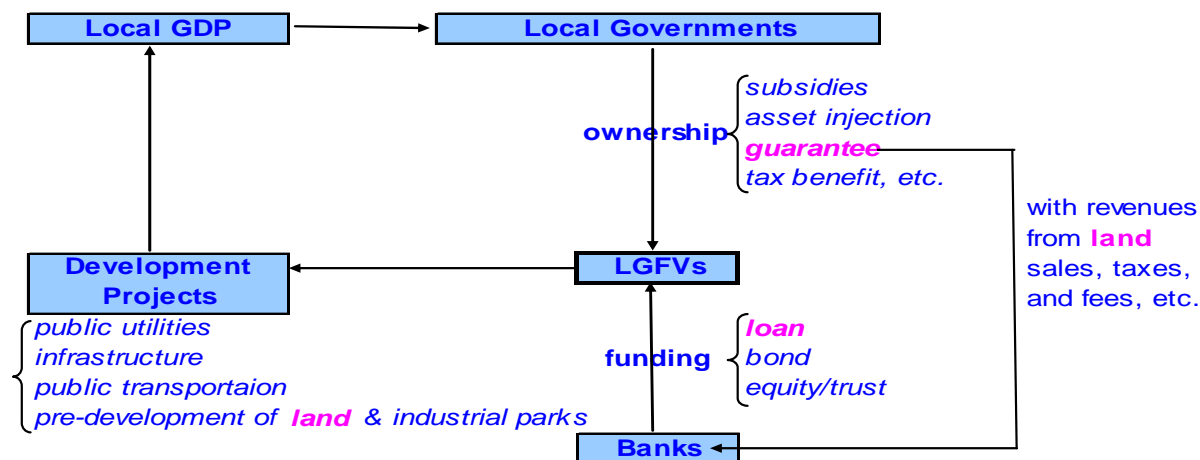 Local GDP
Local Governments
subsidies
asset injection
ownership
guarantee
tax benefit, etc.
with revenues
from land
sales, taxes,
and fees, etc.
Development
Projects
LGFVs
public utilities
infrastructure
public transportaion
pre-development of land & industrial parks
loan
funding
bond
equity/trust
Banks